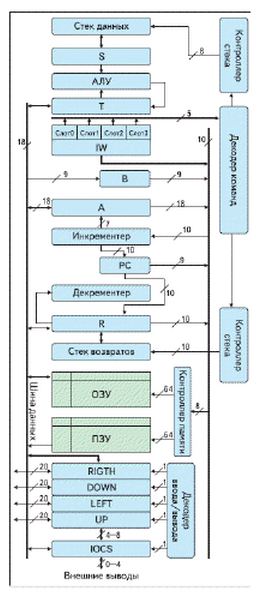 Стек данных
Контроллер
стека
8
S
АЛУ
T
5
Слот0 Слот1 Слот2 Слот3
IW
18
10
Декодер команд
9
B
9
18
A
18
7
Инкрементер
10
10
PC
9
Декрементер
10
R
10
Стек возвратов
10
Контроллер
стека
Шина данных
ОЗУ
64
Контроллер
памяти
8
ПЗУ
64
20
RIGTH
1
20
DOWN
1
20
LEFT
1
20
UP
1
Декодер
ввода/вывода
4—8
IOCS
1
0—4
Внешние выводы